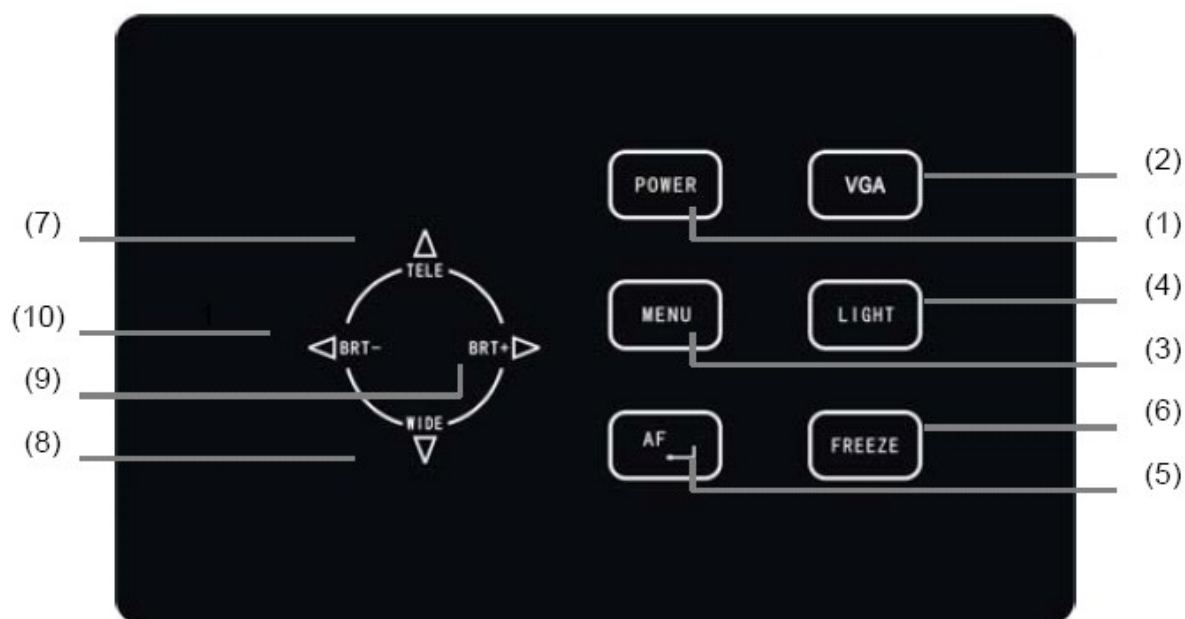 (2)
POWER
VGA
(7)
(1)
TELE
(4)
MENU
LIGHT
(10)
BRT-
BRT+
(3)
(9)
(6)
WIDE
AF
FREEZE
(8)
(5)